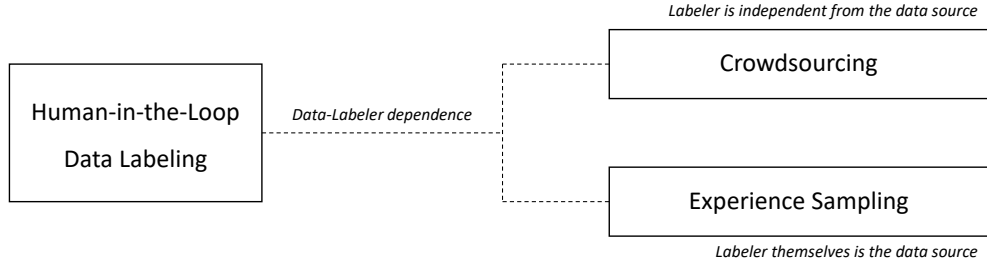 Labeler is independent from the data source
Crowdsourcing
Human-in-the-Loop
Data Labeling
Data-Labeler dependence
Experience Sampling
Labeler themselves is the data source